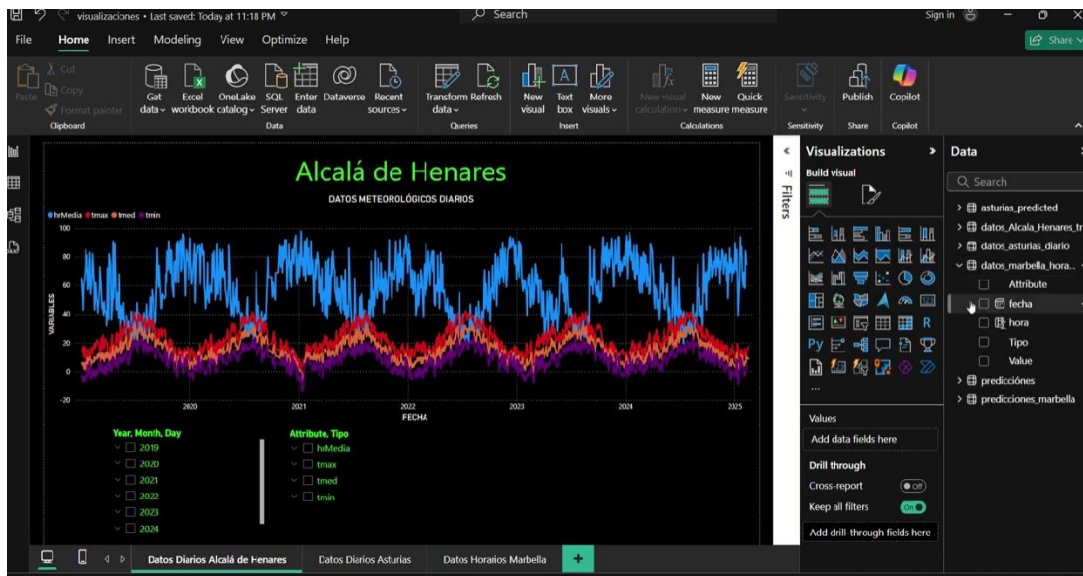 visualizaciones • Last saved: Today at 11:18 PM
Search
Sign in
File Home Insert Modeling View Optimize Help
Share
Paste
Cut
Copy
Format painter
Clipboard
Get data
Excel workbook
OneLake catalog
SQL Server
Enter data
Dataverse
Recent sources
Data
Transform data
Refresh
Queries
New visual
Text box
More visuals
Insert
New visual calculation
New measure
Quick measure
Calculations
Sensitivity
Sensitivity
Publish
Share
Copilot
Copilot
Alcalá de Henares
DATOS METEOROLÓGICOS DIARIOS
hrMedia tmax tmed tmin
100
80
60
40
20
0
-20
VARIABLES
2020 2021 2022 2023 2024 2025
FECHA
Year, Month, Day
2019
2020
2021
2022
2023
2024
Attribute, Tipo
hrMedia
tmax
tmed
tmin
Filters
Visualizations
Build visual
R
Py
...
Values
Add data fields here
Drill through
Cross-report
Off
Keep all filters
On
Add drill-through fields here
Data
Search
asturias_predicted
datos_Alcala_Henares_tr
datos_asturias_diario
datos_marbella_hora...
Attribute
fecha
hora
Tipo
Value
predicciónes
predicciones_marbella
Datos Diarios Alcalá de Henares
Datos Diarios Asturias
Datos Horarios Marbella
+